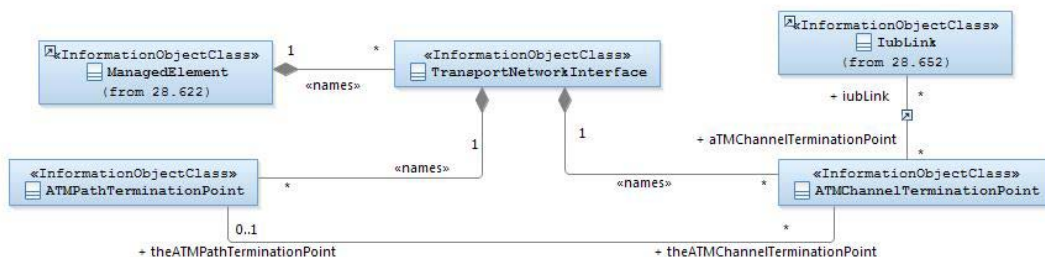 «InformationObjectClass»
ManagedElement
(from 28.622)
1
*
«names»
«InformationObjectClass»
TransportNetworkInterface
«InformationObjectClass»
IubLink
(from 28.652)
+ iubLink
*
+ aTMChannelTerminationPoint
*
1
«names»
*
1
«names»
*
«InformationObjectClass»
ATMPathTerminationPoint
«InformationObjectClass»
ATMChannelTerminationPoint
0..1
+ theATMPathTerminationPoint
*
+ theATMChannelTerminationPoint